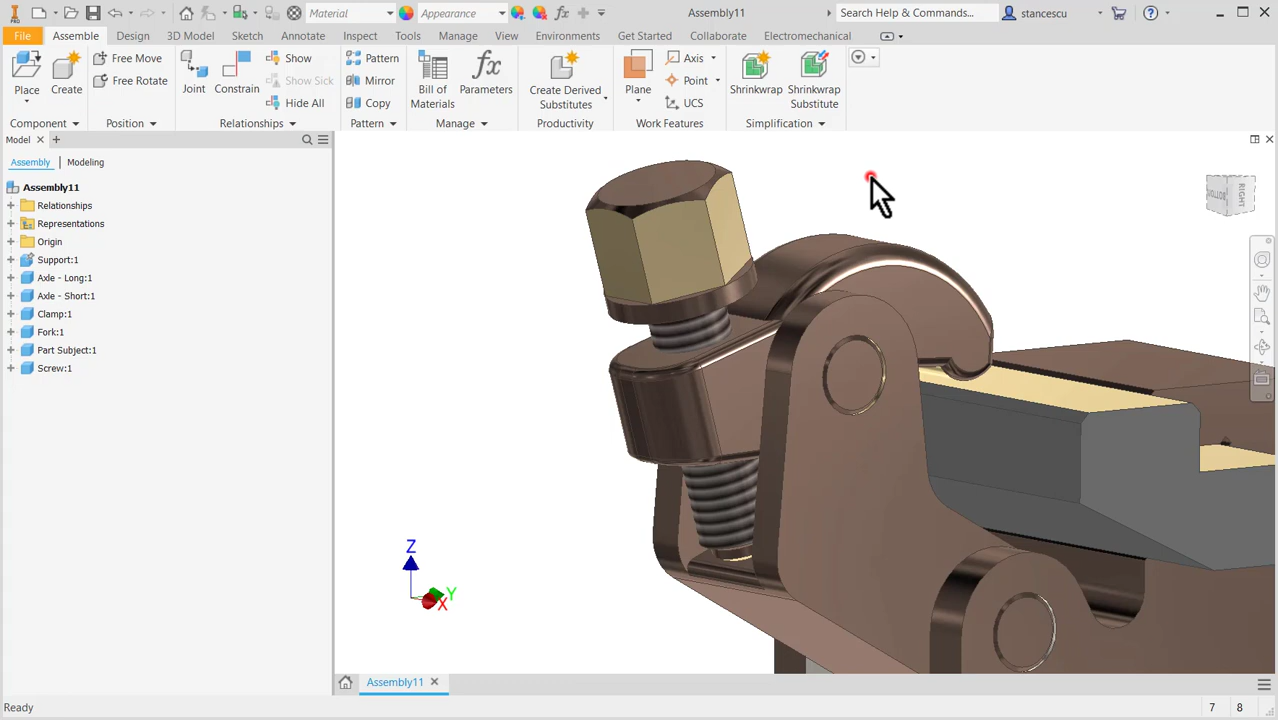 PRO
Material
Appearance
Assembly11
Search Help & Commands...
stancescu
File
Assemble
Design
3D Model
Sketch
Annotate
Inspect
Tools
Manage
View
Environments
Get Started
Collaborate
Electromechanical
Place
Create
Free Move
Free Rotate
Joint
Constrain
Show
Show Sick
Hide All
Pattern
Mirror
Copy
Bill of
Materials
Parameters
Create Derived
Substitutes
Plane
Axis
Point
UCS
Shrinkwrap
Shrinkwrap
Substitute
Component
Position
Relationships
Pattern
Manage
Productivity
Work Features
Simplification
Model
Assembly
Modeling
Assembly11
Relationships
Representations
Origin
Support:1
Axle - Long:1
Axle - Short:1
Clamp:1
Fork:1
Part Subject:1
Screw:1
BOTTOM
RIGHT
Z
Y
X
Assembly11
Ready
7
8